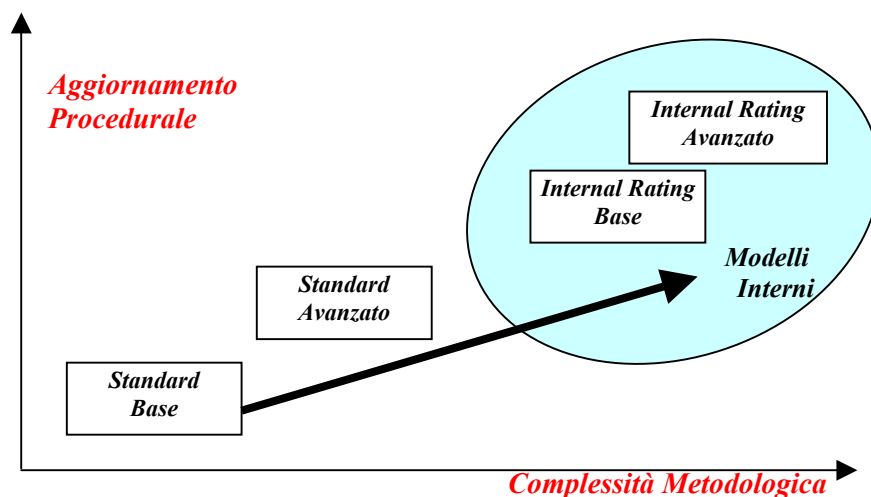 Aggiornamento
Procedurale
Internal Rating
Avanzato
Internal Rating
Base
Modelli
Interni
Standard
Avanzato
Standard
Base
Complessità Metodologica